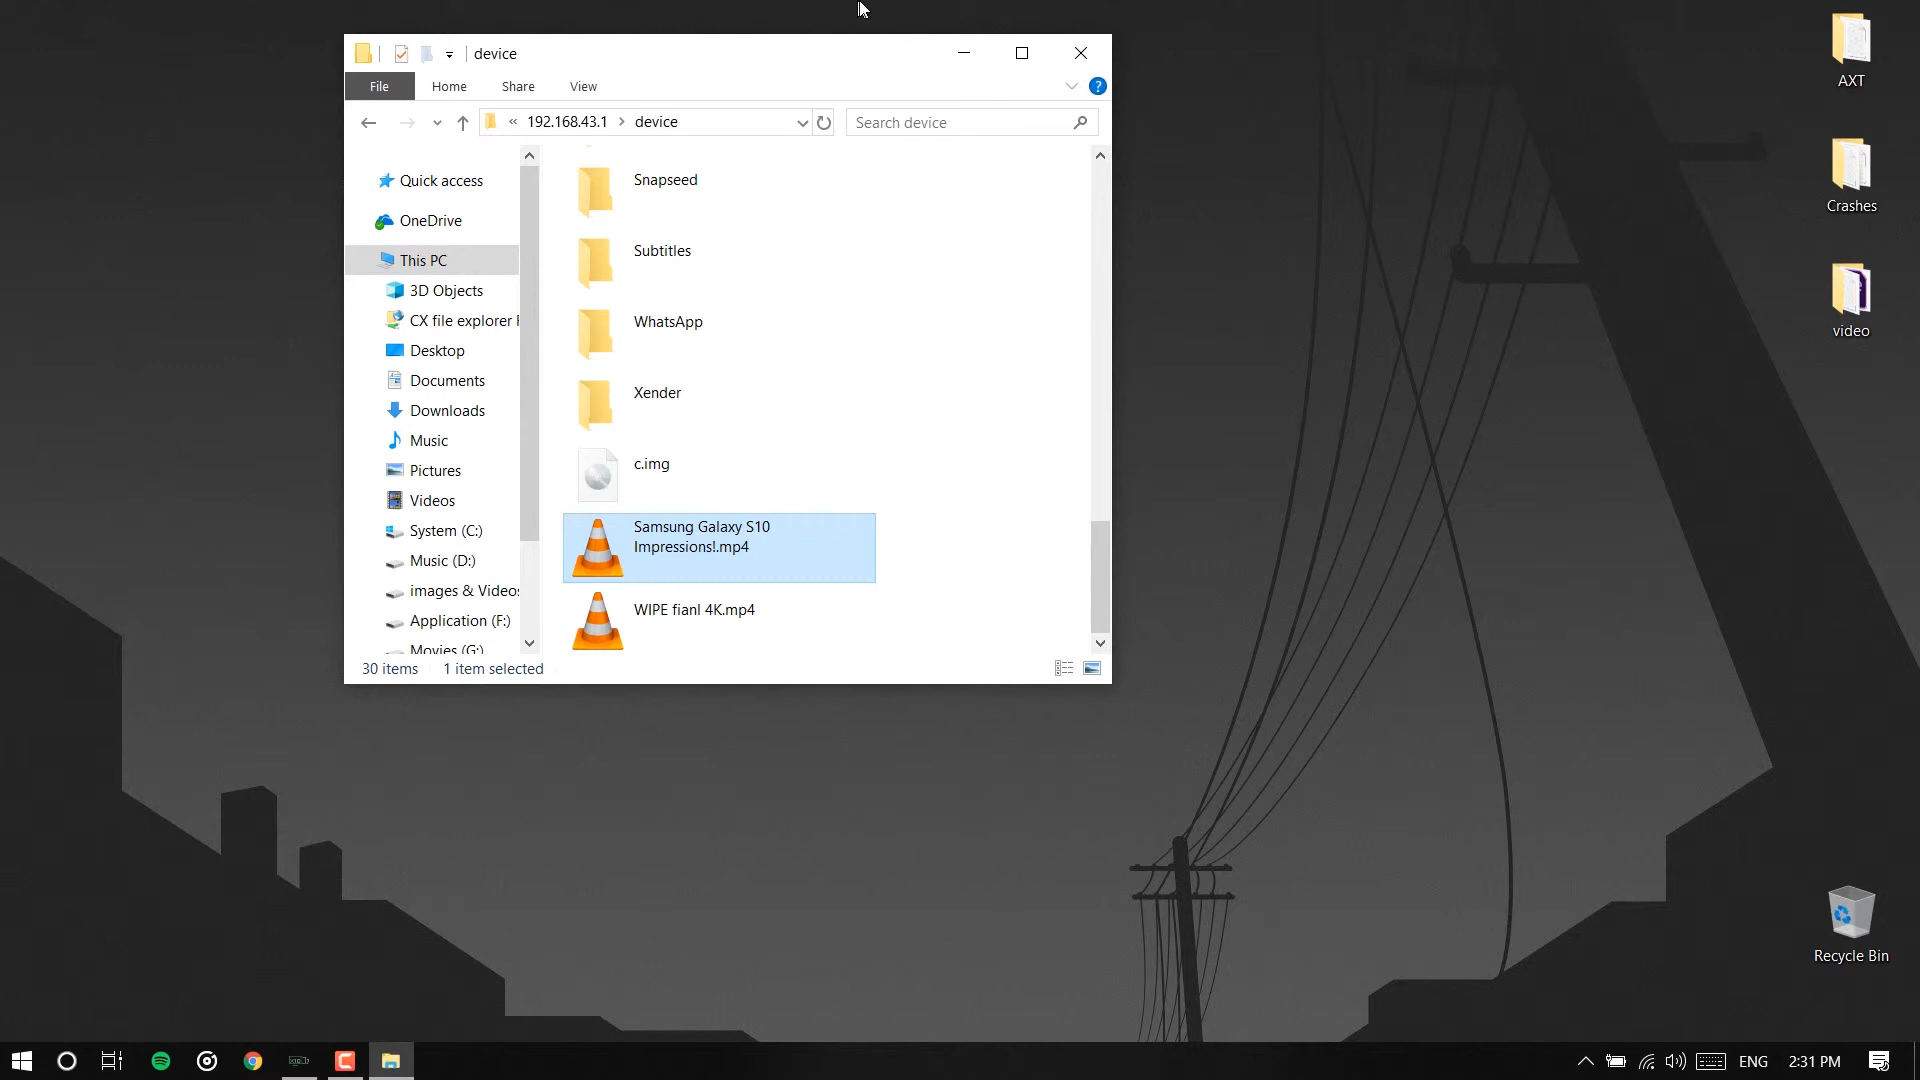 device
File
Home
Share
View
?
« 192.168.43.1 > device
Search device
Quick access
OneDrive
This PC
3D Objects
CX file explorer
Desktop
Documents
Downloads
Music
Pictures
Videos
System (C:)
Music (D:)
images & Videos
Application (F:)
Movies (G:)
Snapseed
Subtitles
WhatsApp
Xender
c.img
Samsung Galaxy S10
Impressions!.mp4
WIPE fianl 4K.mp4
30 items
1 item selected
AXT
Crashes
video
Recycle Bin
ENG
2:31 PM